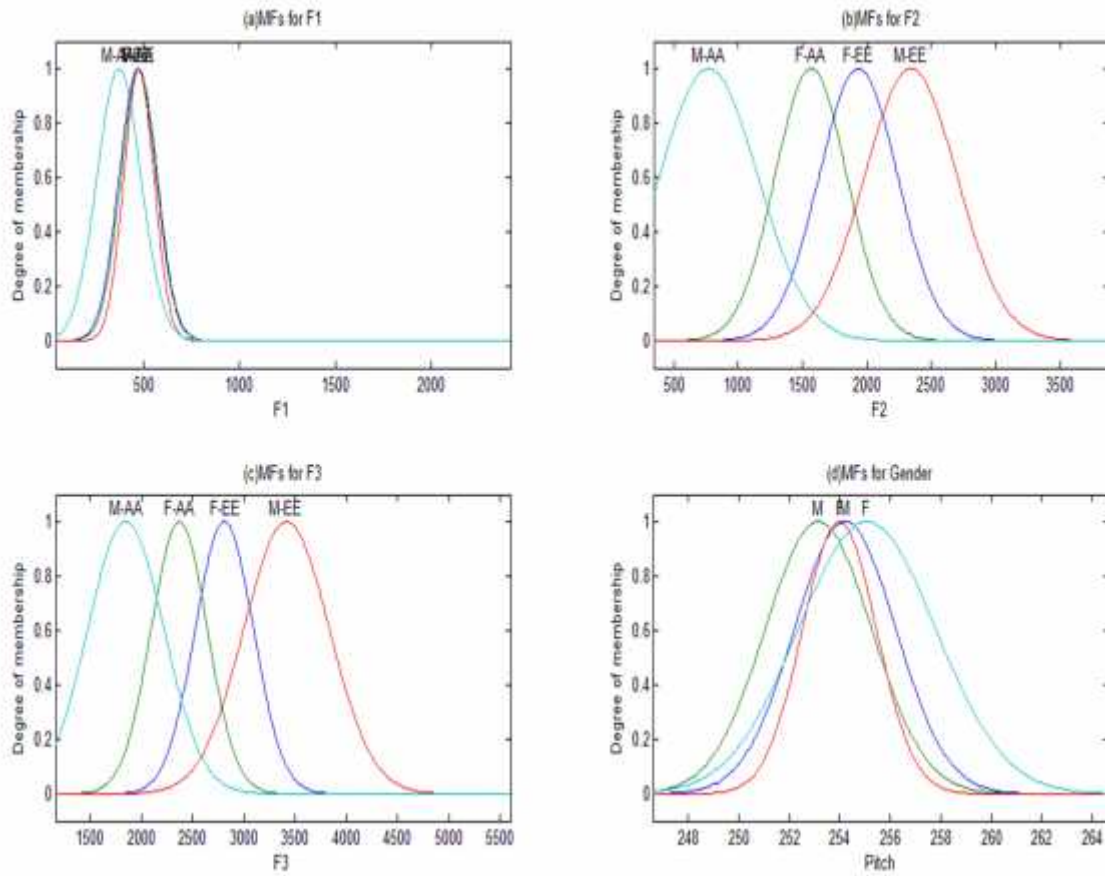 (a)MFs for F1
1
0.8
0.6
0.4
0.2
0
Degree of membership
500 1000 1500 2000
F1
(b)MFs for F2
M-AA F-AA F-EE M-EE
1
0.8
0.6
0.4
0.2
0
Degree of membership
500 1000 1500 2000 2500 3000 3500
F2
(c)MFs for F3
M-AA F-AA F-EE M-EE
1
0.8
0.6
0.4
0.2
0
Degree of membership
1500 2000 2500 3000 3500 4000 4500 5000 5500
F3
(d)MFs for Gender
M M F
1
0.8
0.6
0.4
0.2
0
Degree of membership
248 250 252 254 256 258 260 262 264
Pitch